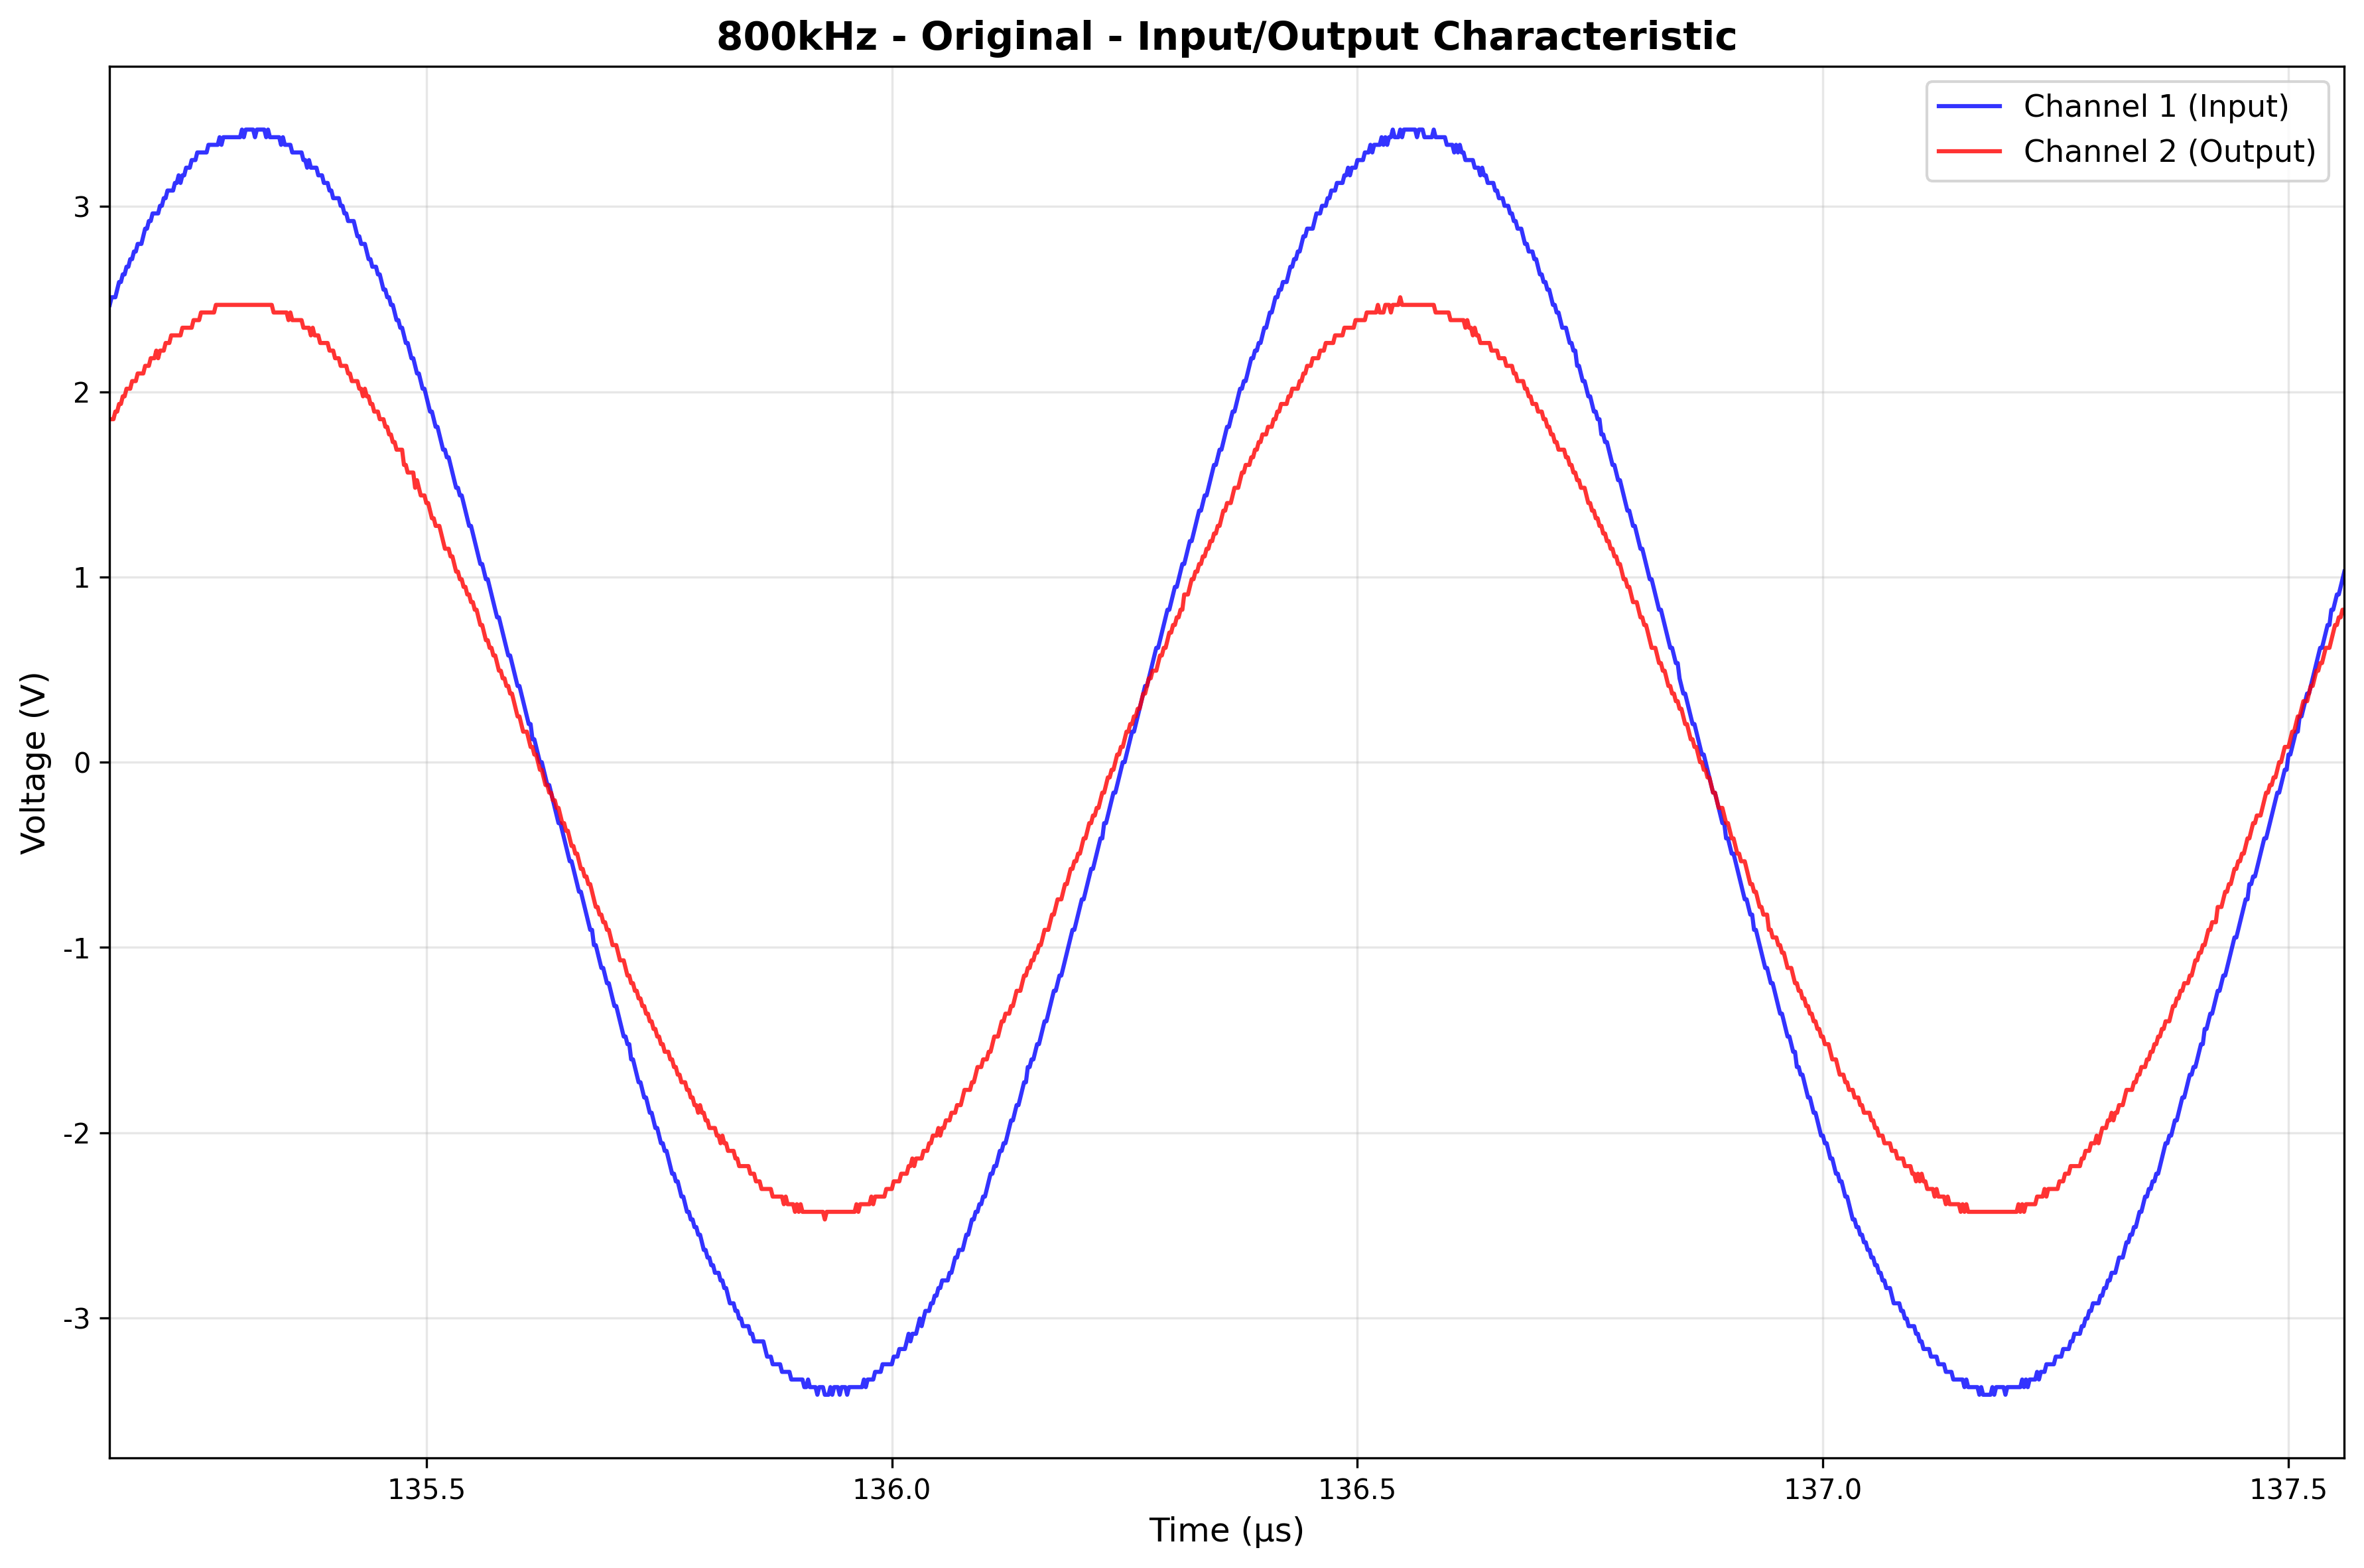 800kHz - Original - Input/Output Characteristic
Channel 1 (Input)
Channel 2 (Output)
3
2
1
0
-1
-2
-3
Voltage (V)
135.5 136.0 136.5 137.0 137.5
Time (µs)